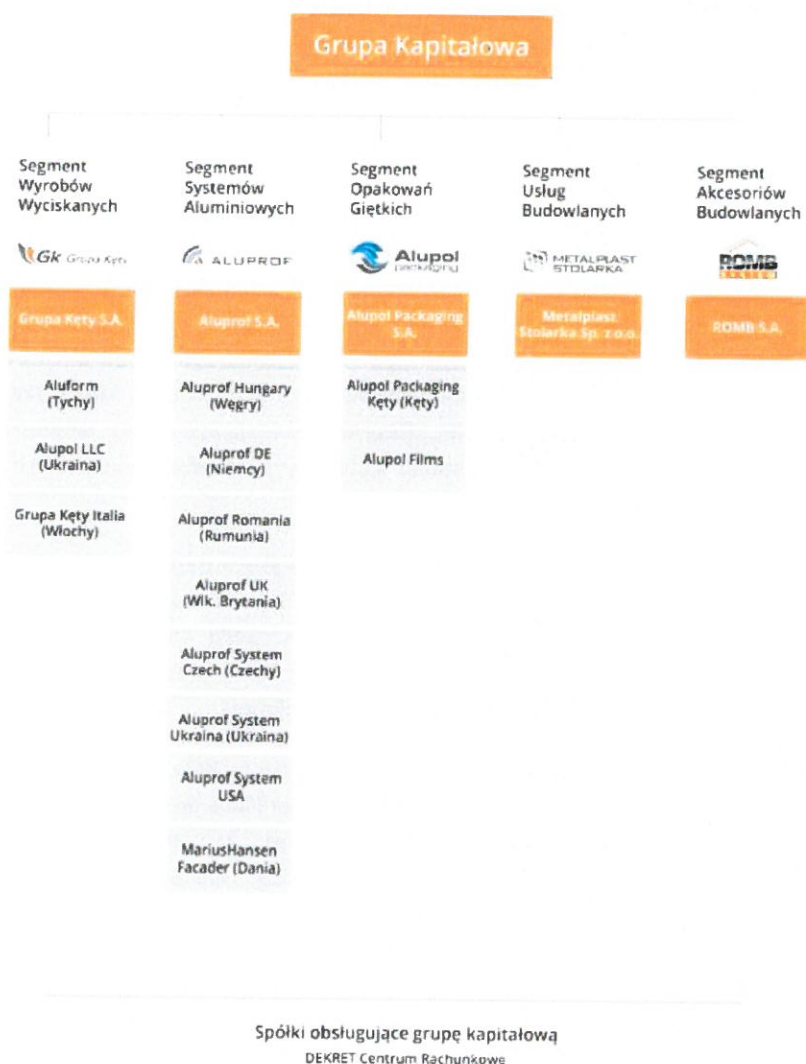 Grupa Kapitałowa
Segment
Wyrobów
Wyciskanych
Gk Grupa Kęty
Grupa Kęty S.A.
Aluform
(Tychy)
Alupol LLC
(Ukraina)
Grupa Kęty Italia
(Włochy)
Segment
Systemów
Aluminiowych
ALUPROF
Aluprof S.A.
Aluprof Hungary
(Węgry)
Aluprof DE
(Niemcy)
Aluprof Romania
(Rumunia)
Aluprof UK
(Wlk. Brytania)
Aluprof System
Czech (Czechy)
Aluprof System
Ukraina (Ukraina)
Aluprof System
USA
MariusHansen
Facader (Dania)
Segment
Opakowań
Giętkich
Alupol
packaging
Alupol Packaging
S.A.
Alupol Packaging
Kęty (Kęty)
Alupol Films
Segment
Usług
Budowlanych
METALPLAST
STOLARKA
Metalplast
Stolarka Sp. z o.o.
Segment
Akcesoriów
Budowlanych
ROMB
SYSTEM
ROMB S.A.
Spółki obsługujące grupę kapitałową
DEKRET Centrum Rachunkowe